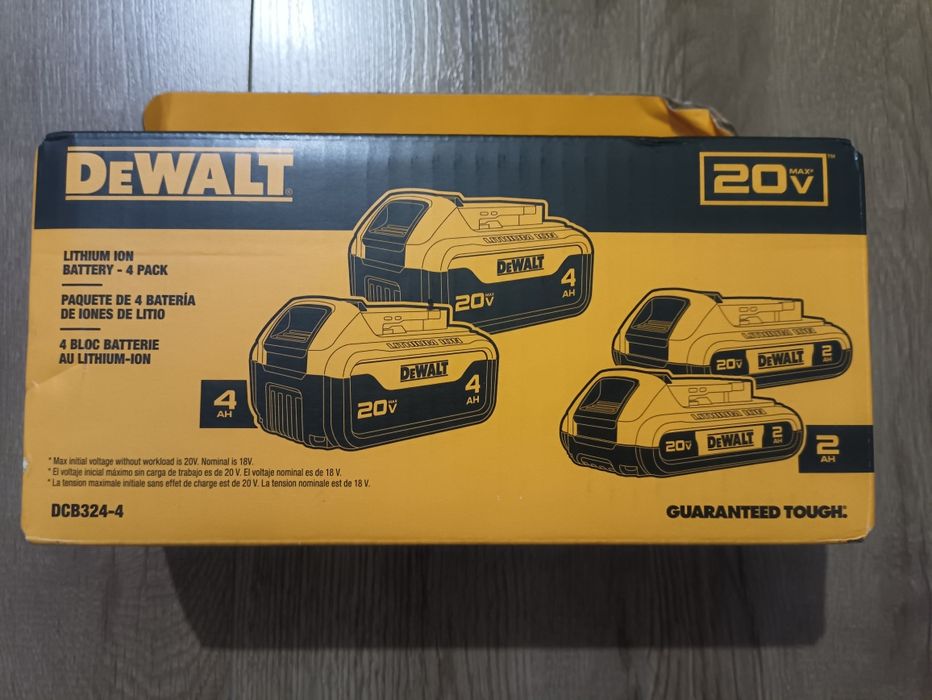 DEWALT®
20V MAX* ™
LITHIUM ION
BATTERY - 4 PACK
PAQUETE DE 4 BATERÍA
DE IONES DE LITIO
4 BLOC BATTERIE
AU LITHIUM-ION
LITHIUM ION
DEWALT
20V MAX
4
AH
LITHIUM ION
DEWALT
20V MAX
4
AH
4
AH
LITHIUM ION
20V MAX
DEWALT
2
AH
LITHIUM ION
20V MAX
DEWALT
2
AH
2
AH
* Max initial voltage without workload is 20V. Nominal is 18V.
* El voltaje inicial máximo sin carga de trabajo es de 20 V. El voltaje nominal es de 18 V.
* La tension maximale initiale sans effet de charge est de 20 V. La tension nominale est de 18 V.
DCB324-4
GUARANTEED TOUGH.